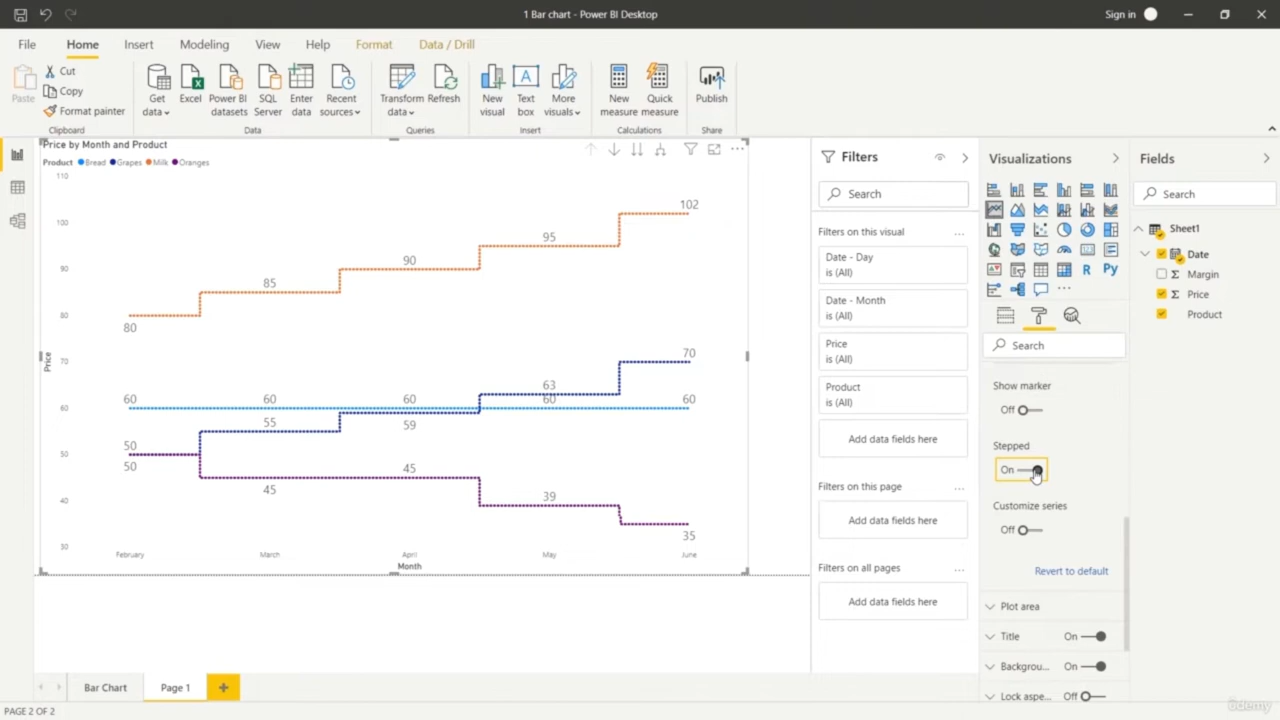 1 Bar chart - Power BI Desktop
Sign in
File Home Insert Modeling View Help Format Data / Drill
Paste
Cut
Copy
Format painter
Clipboard
Get data
Excel
Power BI datasets
SQL Server
Enter data
Recent sources
Data
Transform data
Refresh
Queries
New visual
Text box
More visuals
Insert
New measure
Quick measure
Calculations
Publish
Share
Price by Month and Product
Product Bread Grapes Milk Oranges
110
100
90
80
70
60
50
40
30
Price
80 85 90 95 102
60 60 60 60 60
50 55 59 63 70
50 45 45 39 35
February March April May June
Month
Filters
Search
Filters on this visual ...
Date - Day
is (All)
Date - Month
is (All)
Price
is (All)
Product
is (All)
Add data fields here
Filters on this page ...
Add data fields here
Filters on all pages ...
Add data fields here
Visualizations
R Py
...
Search
Show marker
Off
Stepped
On
Customize series
Off
Revert to default
Plot area
Title On
Backgrou... On
Lock aspe... Off
Fields
Search
Sheet1
Date
Σ Margin
Σ Price
Product
Bar Chart
Page 1
+
PAGE 2 OF 2
ûdemy